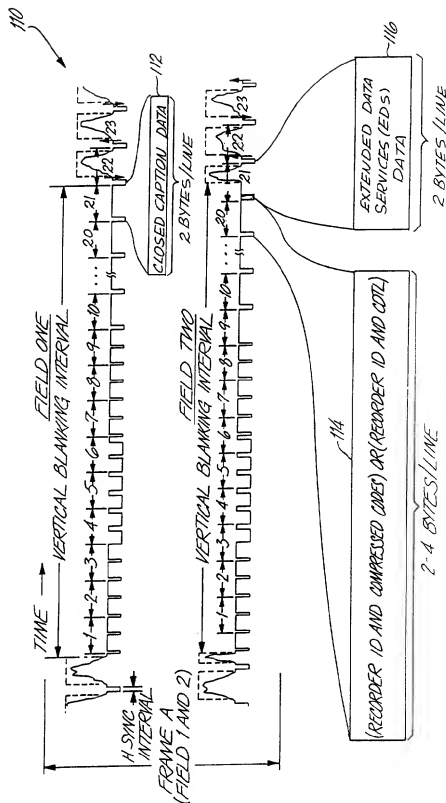 110
TIME →
FIELD ONE
VERTICAL BLANKING INTERVAL
1 2 3 4 5 6 7 8 9 10 ... 20 21 22 23
112
CLOSED CAPTION DATA
2 BYTES/LINE
H SYNC
INTERVAL
FRAME A
(FIELD 1 AND 2)
FIELD TWO
VERTICAL BLANKING INTERVAL
1 2 3 4 5 6 7 8 9 10 ... 20 21 22 23
114
(RECORDER ID AND COMPRESSED CODES) OR (RECORDER ID AND CDTL)
2-4 BYTES/LINE
116
EXTENDED DATA
SERVICES (EDS)
DATA
2 BYTES/LINE